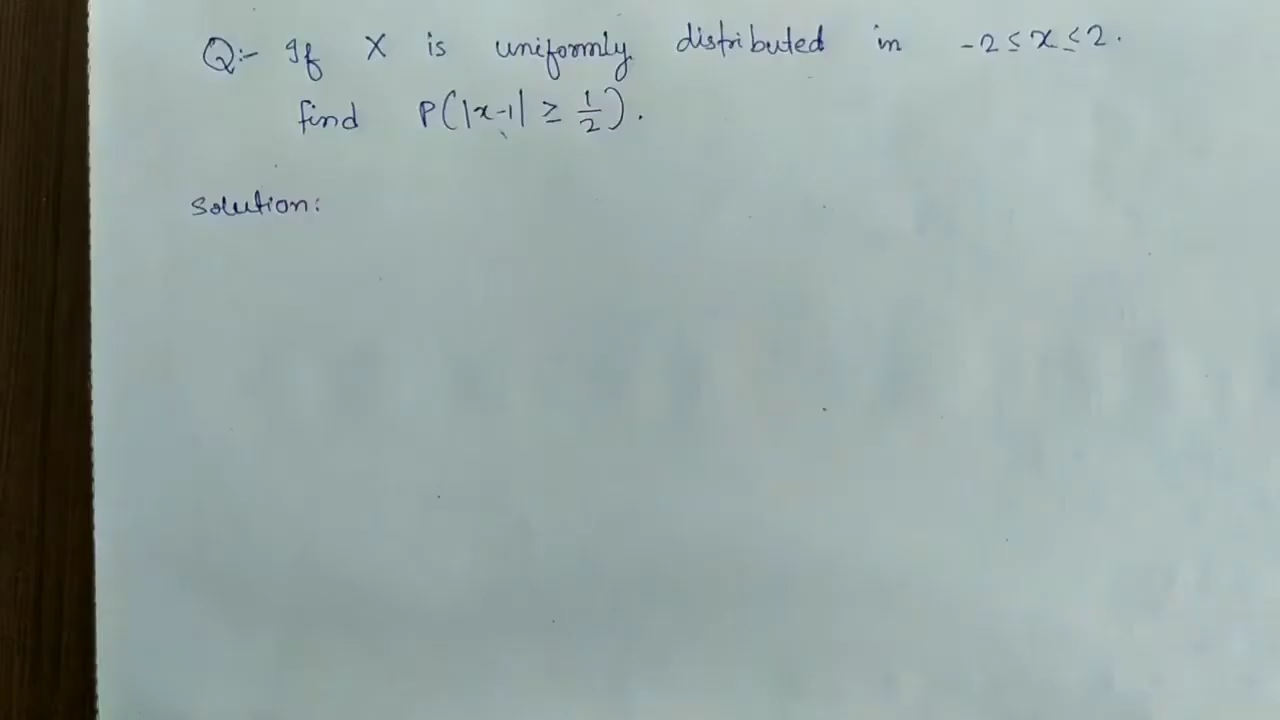 Q:- If X is uniformly distributed in -2 ≤ x ≤ 2.
find P(|x-1| ≥ 1/2).
Solution: